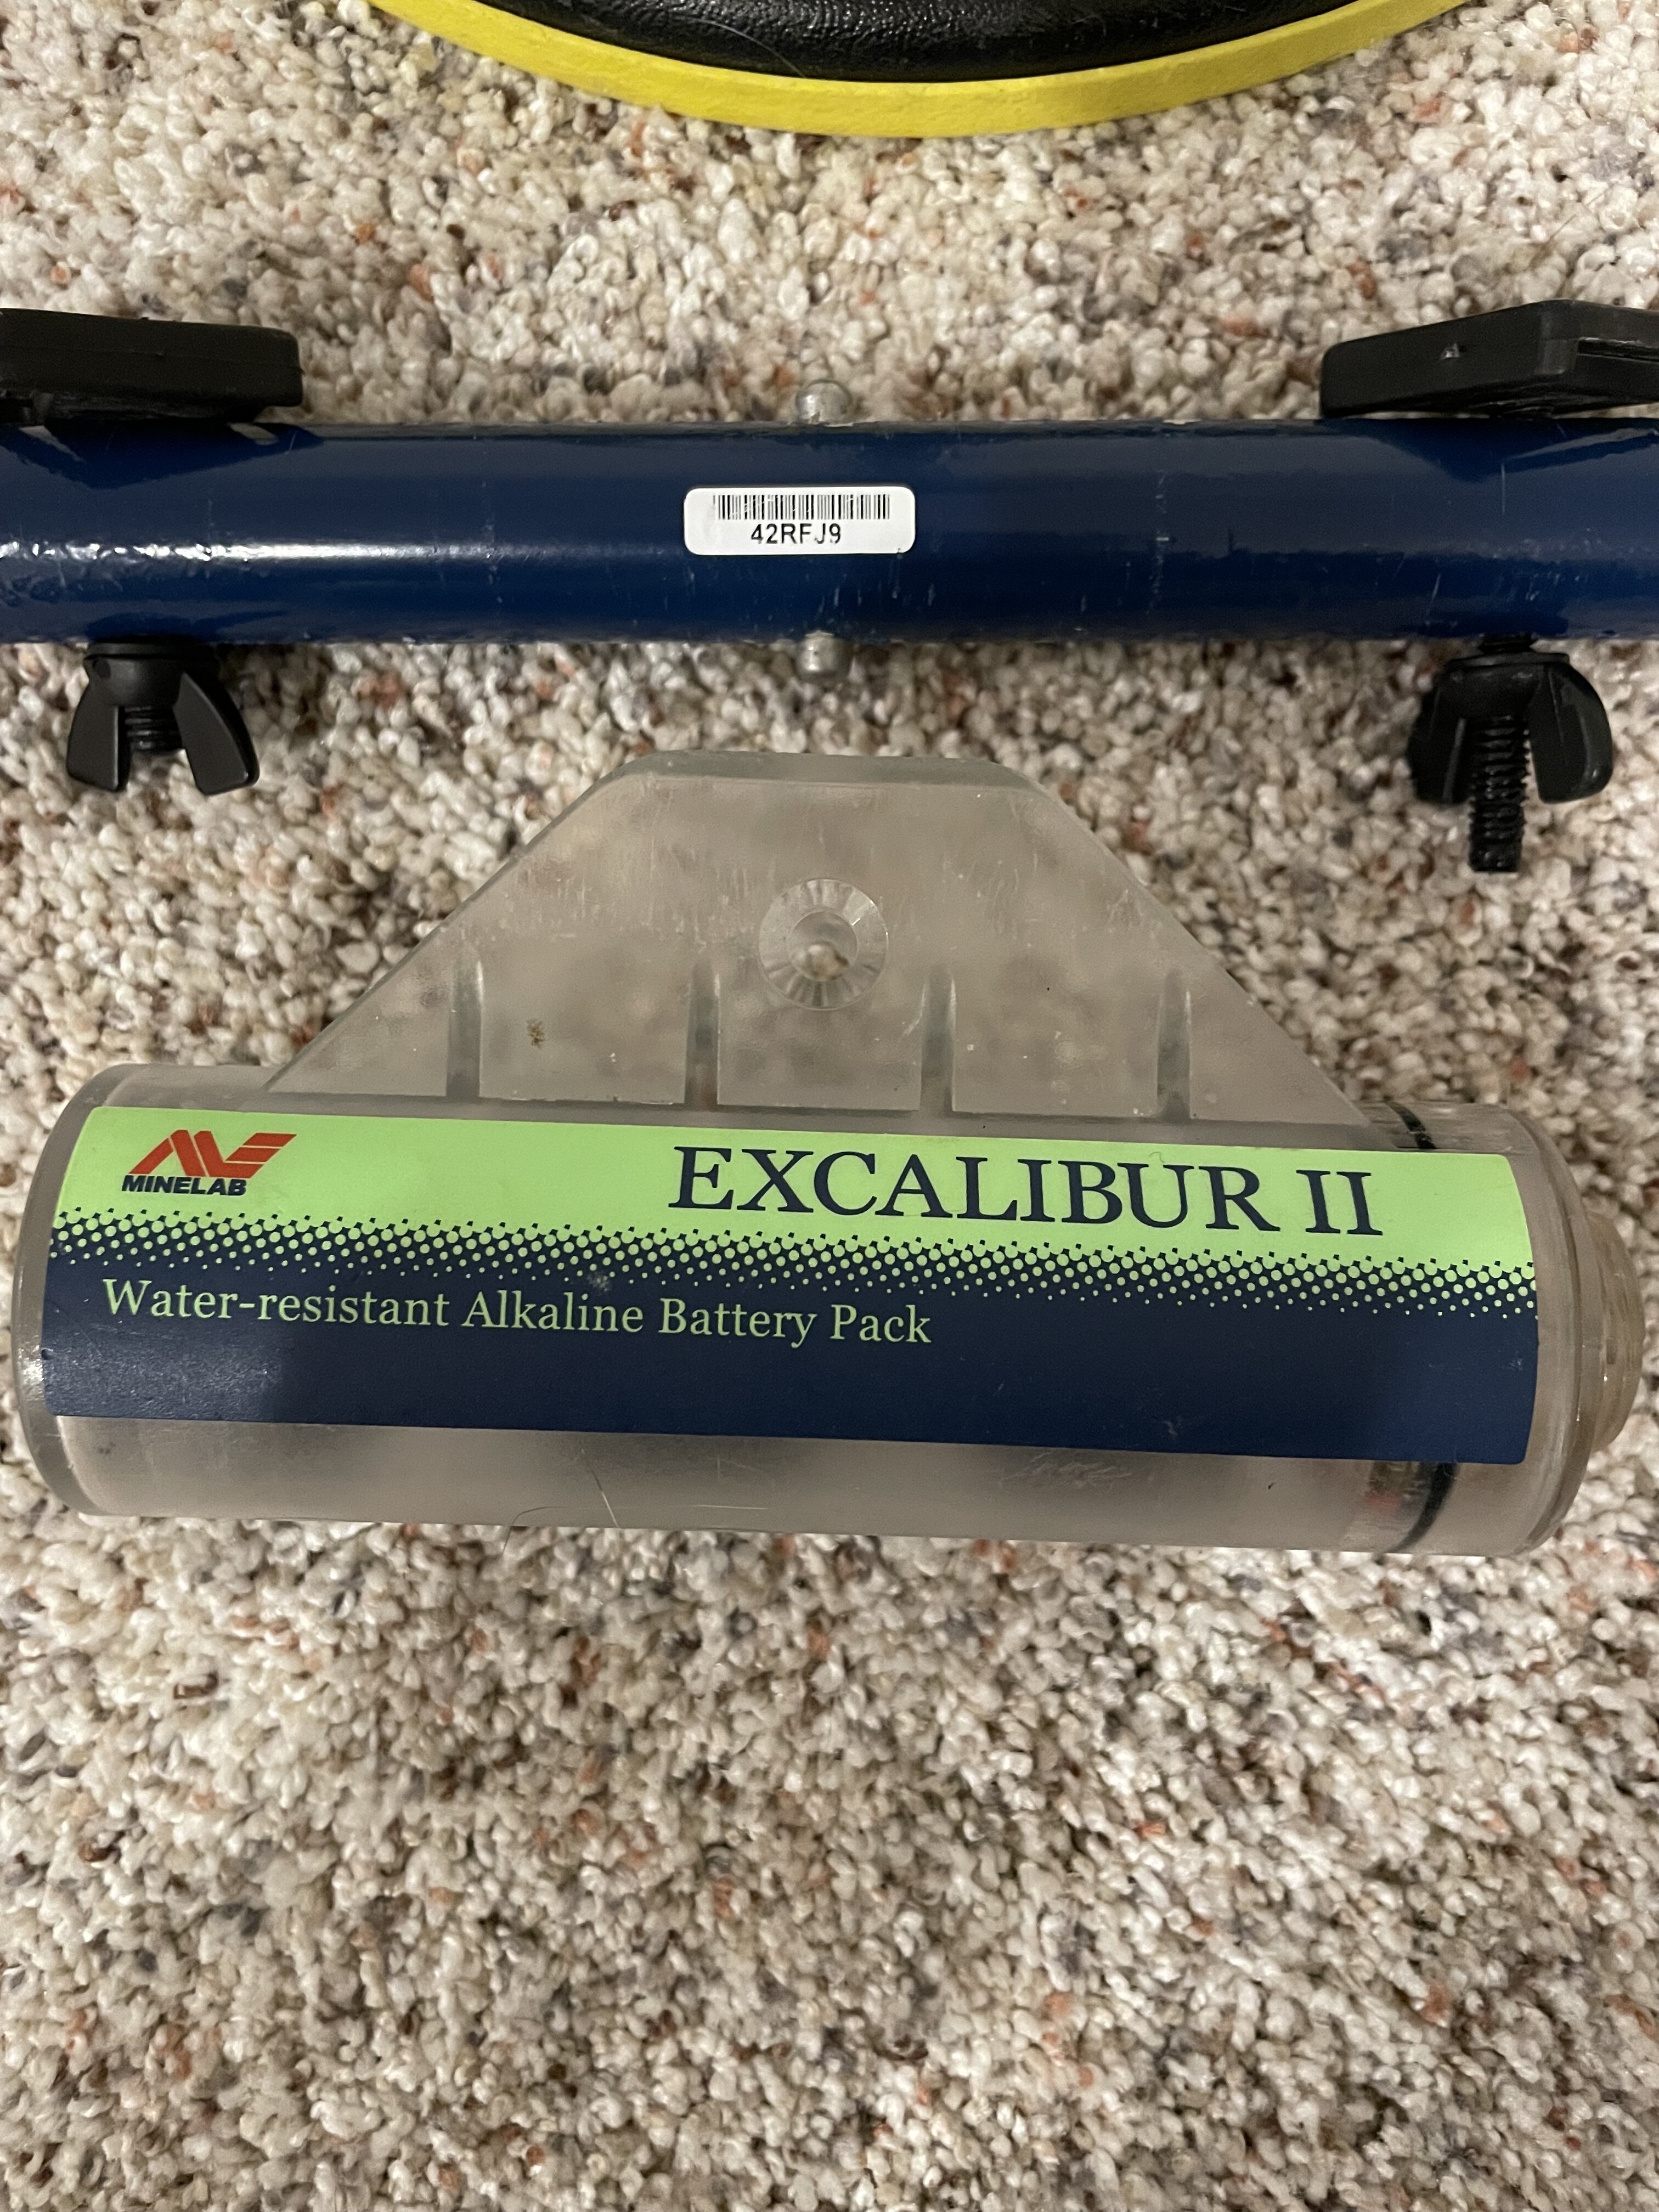 42RFJ9
MINELAB
EXCALIBUR II
Water-resistant Alkaline Battery Pack